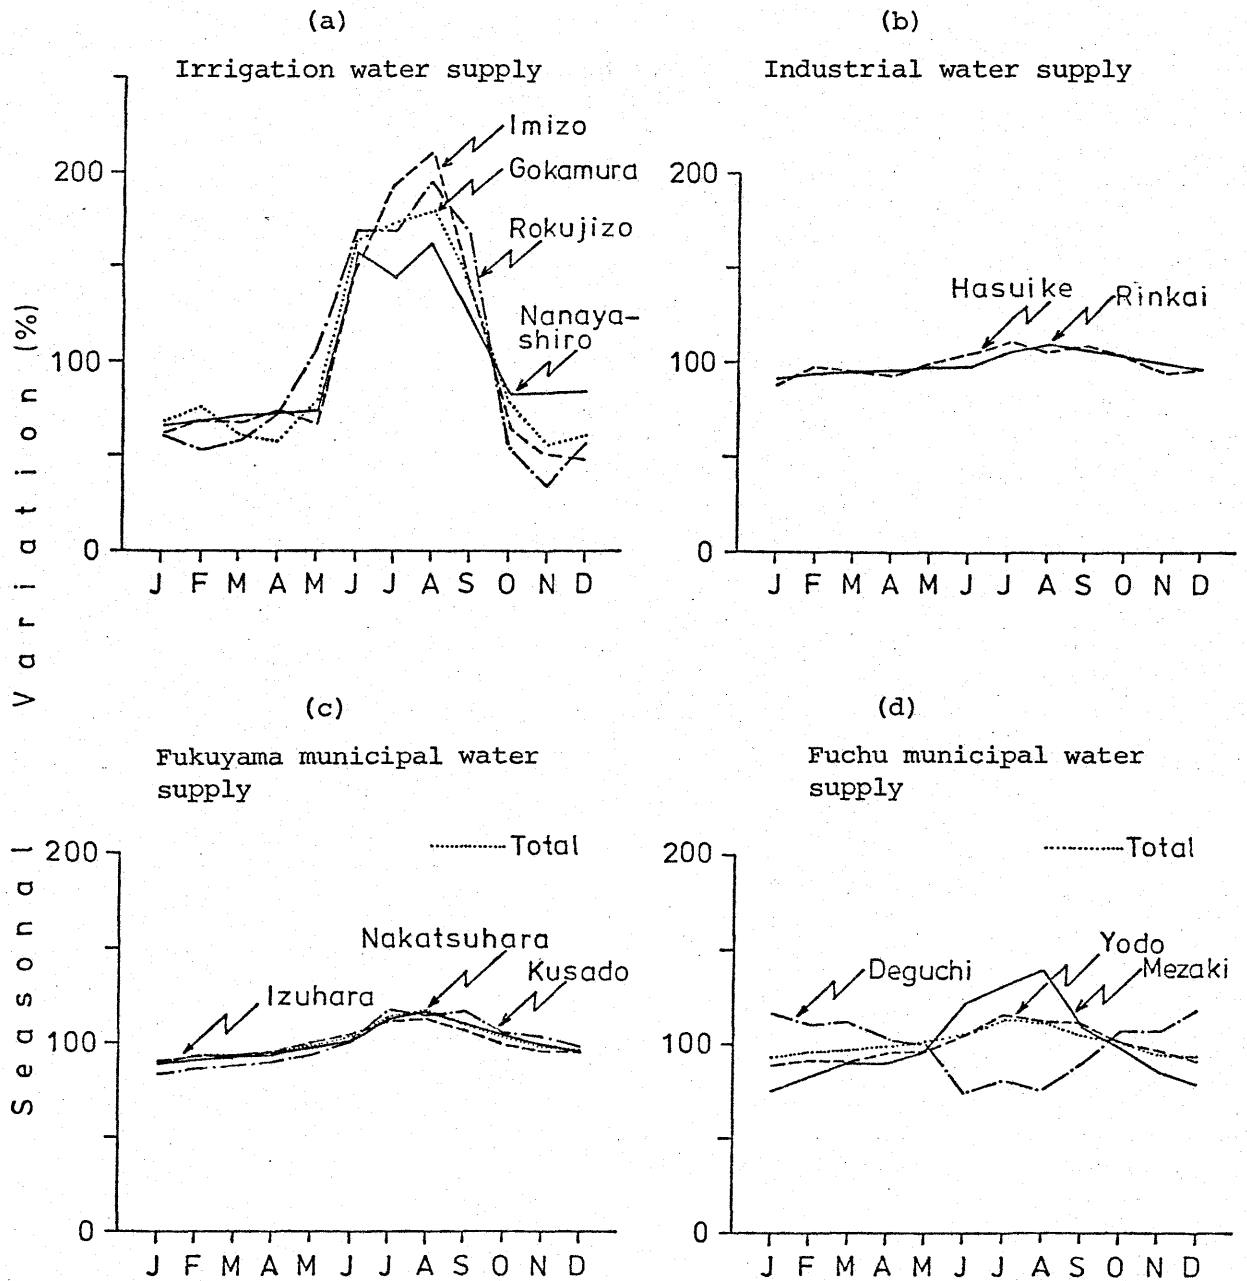 (a)
Irrigation water supply
200
100
0
Imizo
Gokamura
Rokujizo
Nanaya-
shiro
J F M A M J J A S O N D
(b)
Industrial water supply
200
100
0
Hasuike
Rinkai
J F M A M J J A S O N D
Seasonal Variation (%)
(c)
Fukuyama municipal water
supply
200
100
0
Total
Nakatsuhara
Kusado
Izuhara
J F M A M J J A S O N D
(d)
Fuchu municipal water
supply
200
100
0
Total
Yodo
Mezaki
Deguchi
J F M A M J J A S O N D